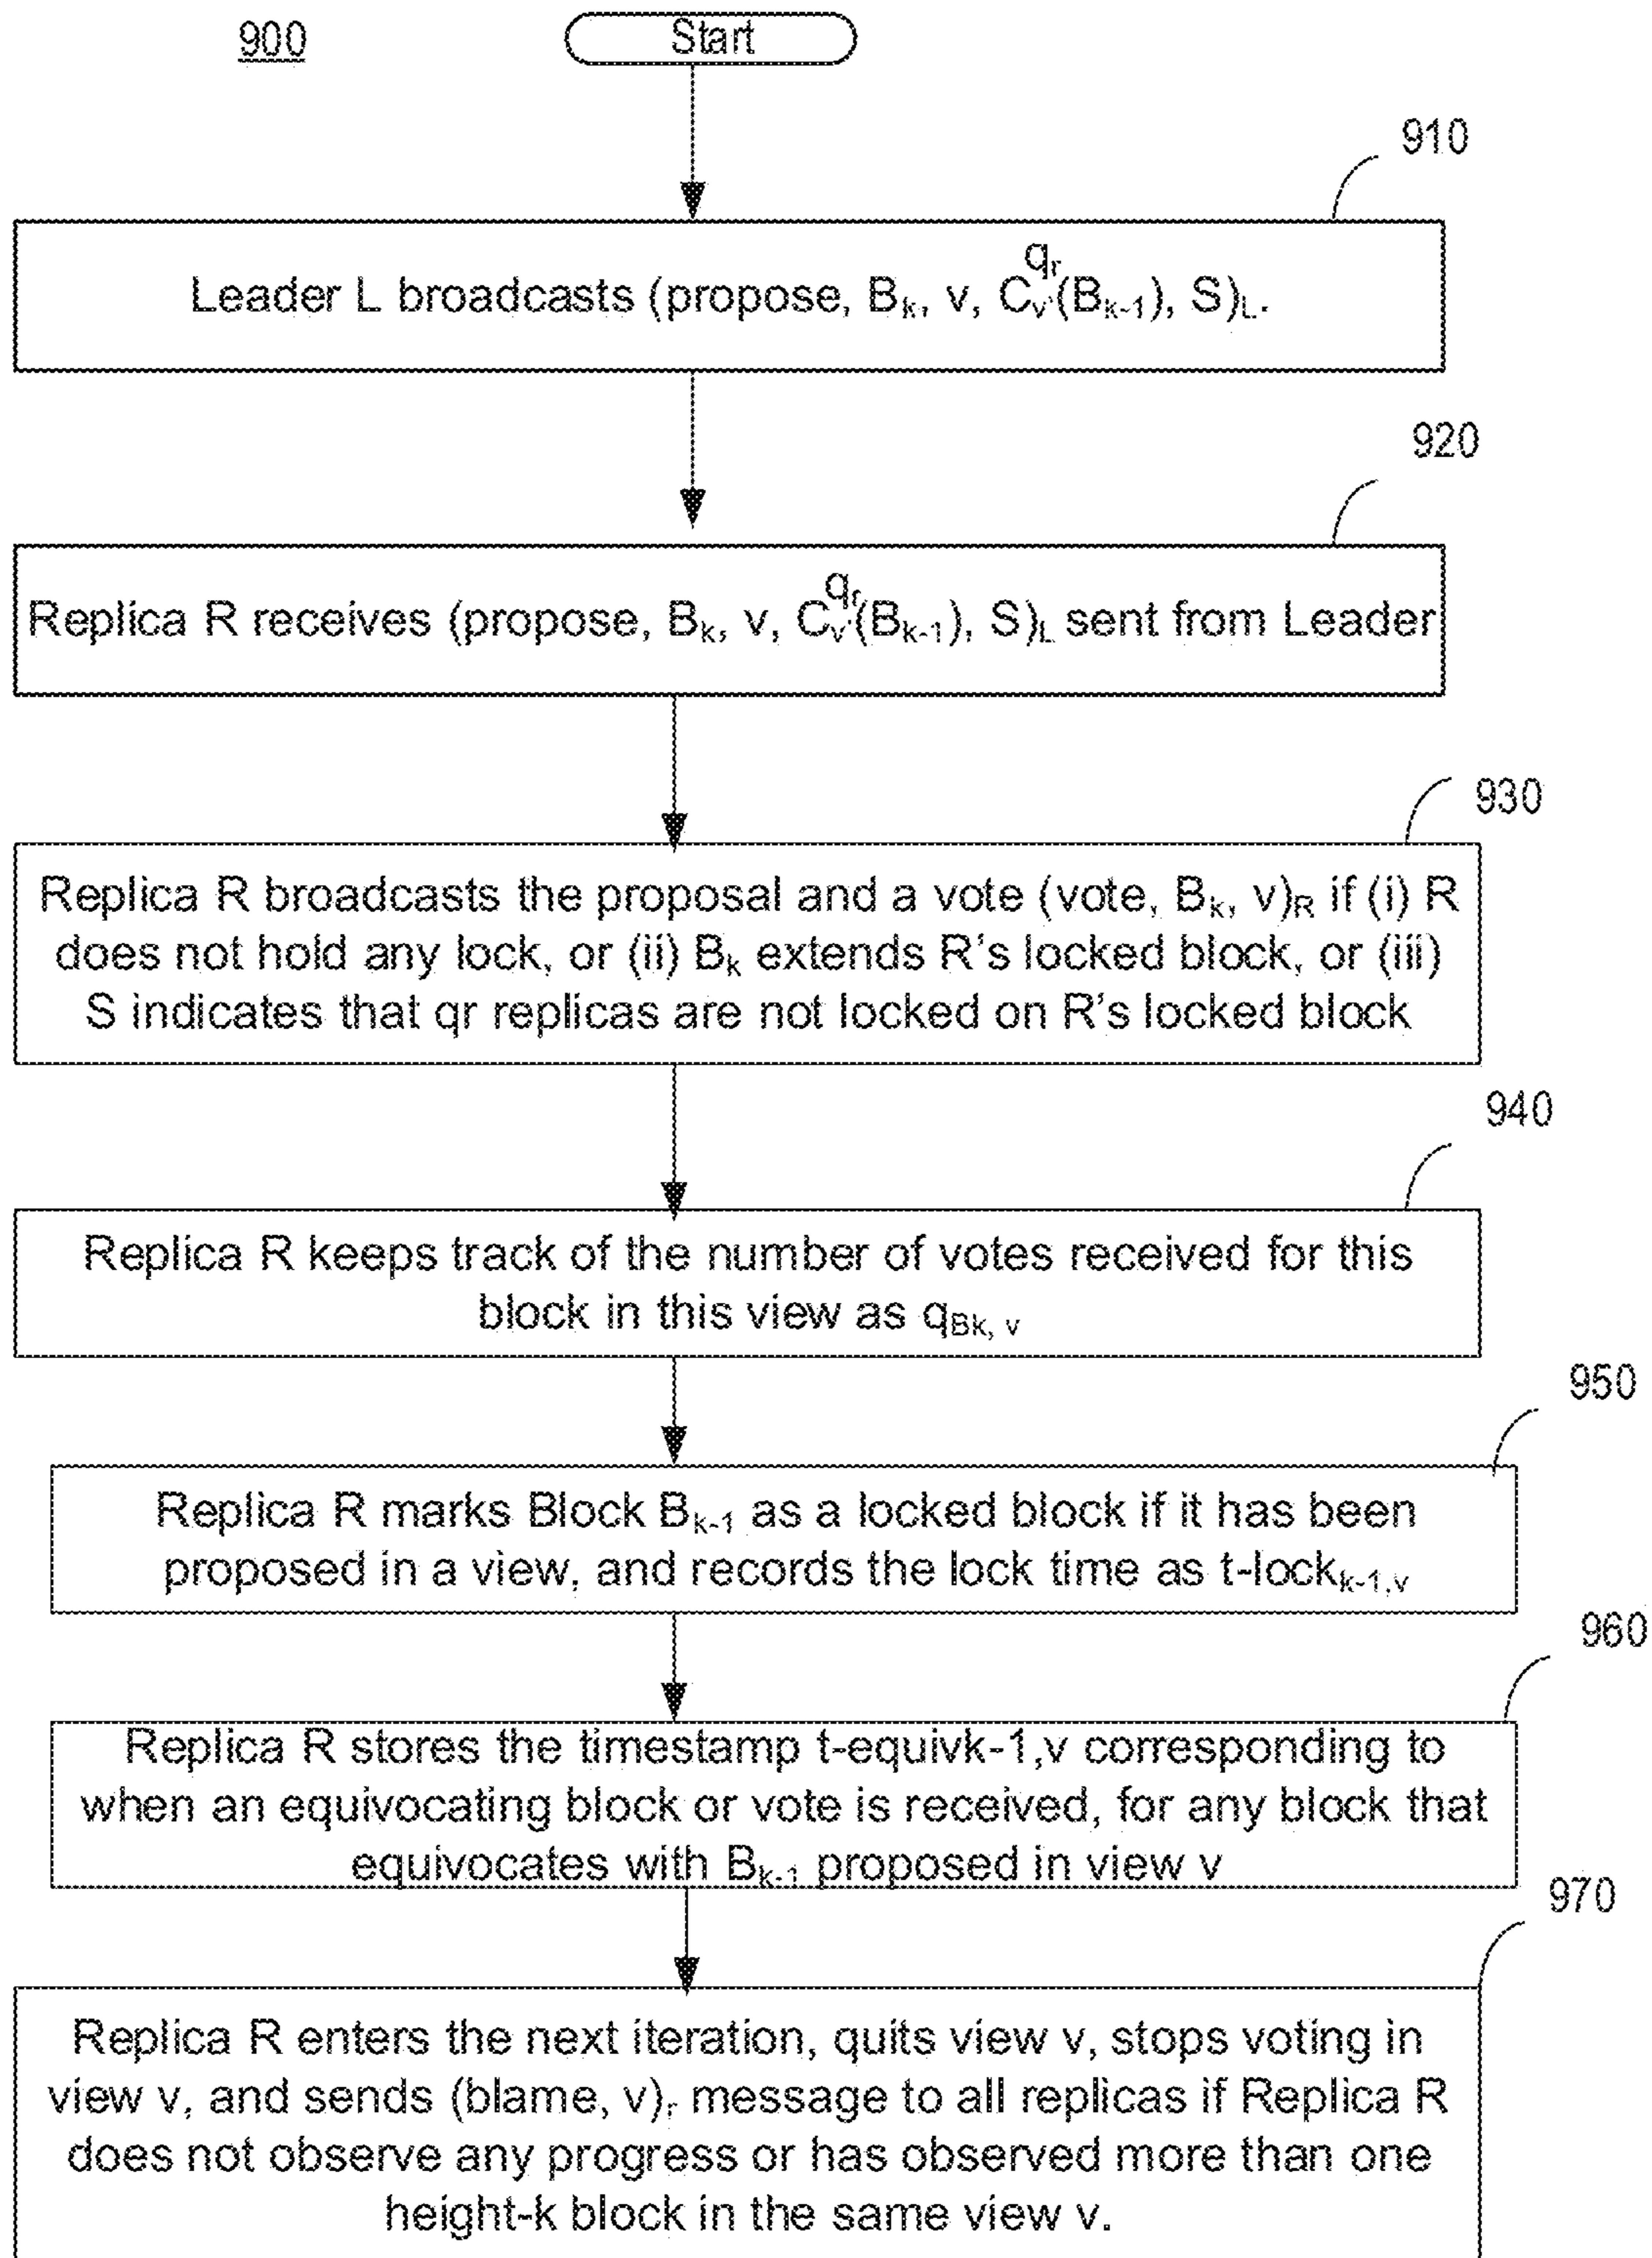 900
Start
910
Leader L broadcasts (propose, Bₖ, v, C_v'^qr(Bₖ₋₁), S)_L.
920
Replica R receives (propose, Bₖ, v, C_v'^qr(Bₖ₋₁), S)_L sent from Leader
930
Replica R broadcasts the proposal and a vote (vote, Bₖ, v)_R if (i) R
does not hold any lock, or (ii) Bₖ extends R's locked block, or (iii)
S indicates that qr replicas are not locked on R's locked block
940
Replica R keeps track of the number of votes received for this
block in this view as q_Bk, v
950
Replica R marks Block Bₖ₋₁ as a locked block if it has been
proposed in a view, and records the lock time as t-lock_k-1,v
960
Replica R stores the timestamp t-equivk-1,v corresponding to
when an equivocating block or vote is received, for any block that
equivocates with Bₖ₋₁ proposed in view v
970
Replica R enters the next iteration, quits view v, stops voting in
view v, and sends (blame, v)_r message to all replicas if Replica R
does not observe any progress or has observed more than one
height-k block in the same view v.